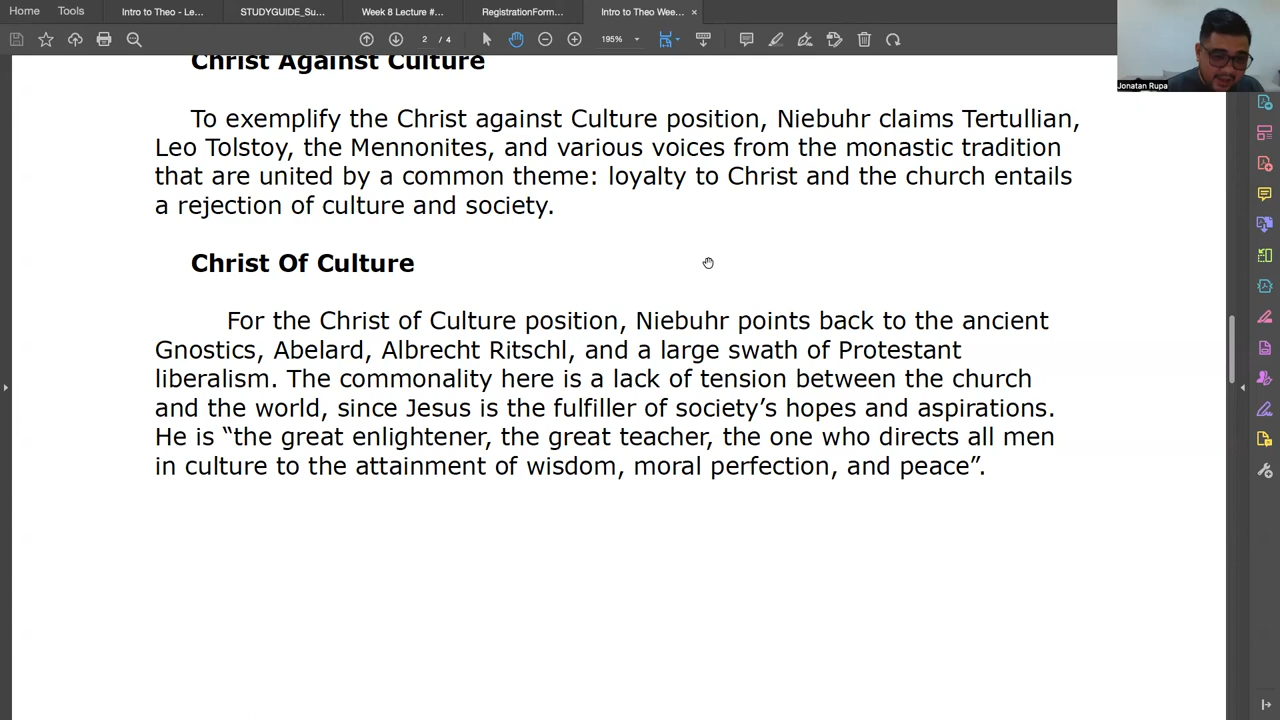 Home
Tools
Intro to Theo - Le...
STUDYGUIDE_Su...
Week 8 Lecture #...
RegistrationForm...
Intro to Theo Wee...
×
2 / 4
195%
Jonatan Rupa
Christ Against Culture
To exemplify the Christ against Culture position, Niebuhr claims Tertullian,
Leo Tolstoy, the Mennonites, and various voices from the monastic tradition
that are united by a common theme: loyalty to Christ and the church entails
a rejection of culture and society.
Christ Of Culture
For the Christ of Culture position, Niebuhr points back to the ancient
Gnostics, Abelard, Albrecht Ritschl, and a large swath of Protestant
liberalism. The commonality here is a lack of tension between the church
and the world, since Jesus is the fulfiller of society’s hopes and aspirations.
He is “the great enlightener, the great teacher, the one who directs all men
in culture to the attainment of wisdom, moral perfection, and peace”.